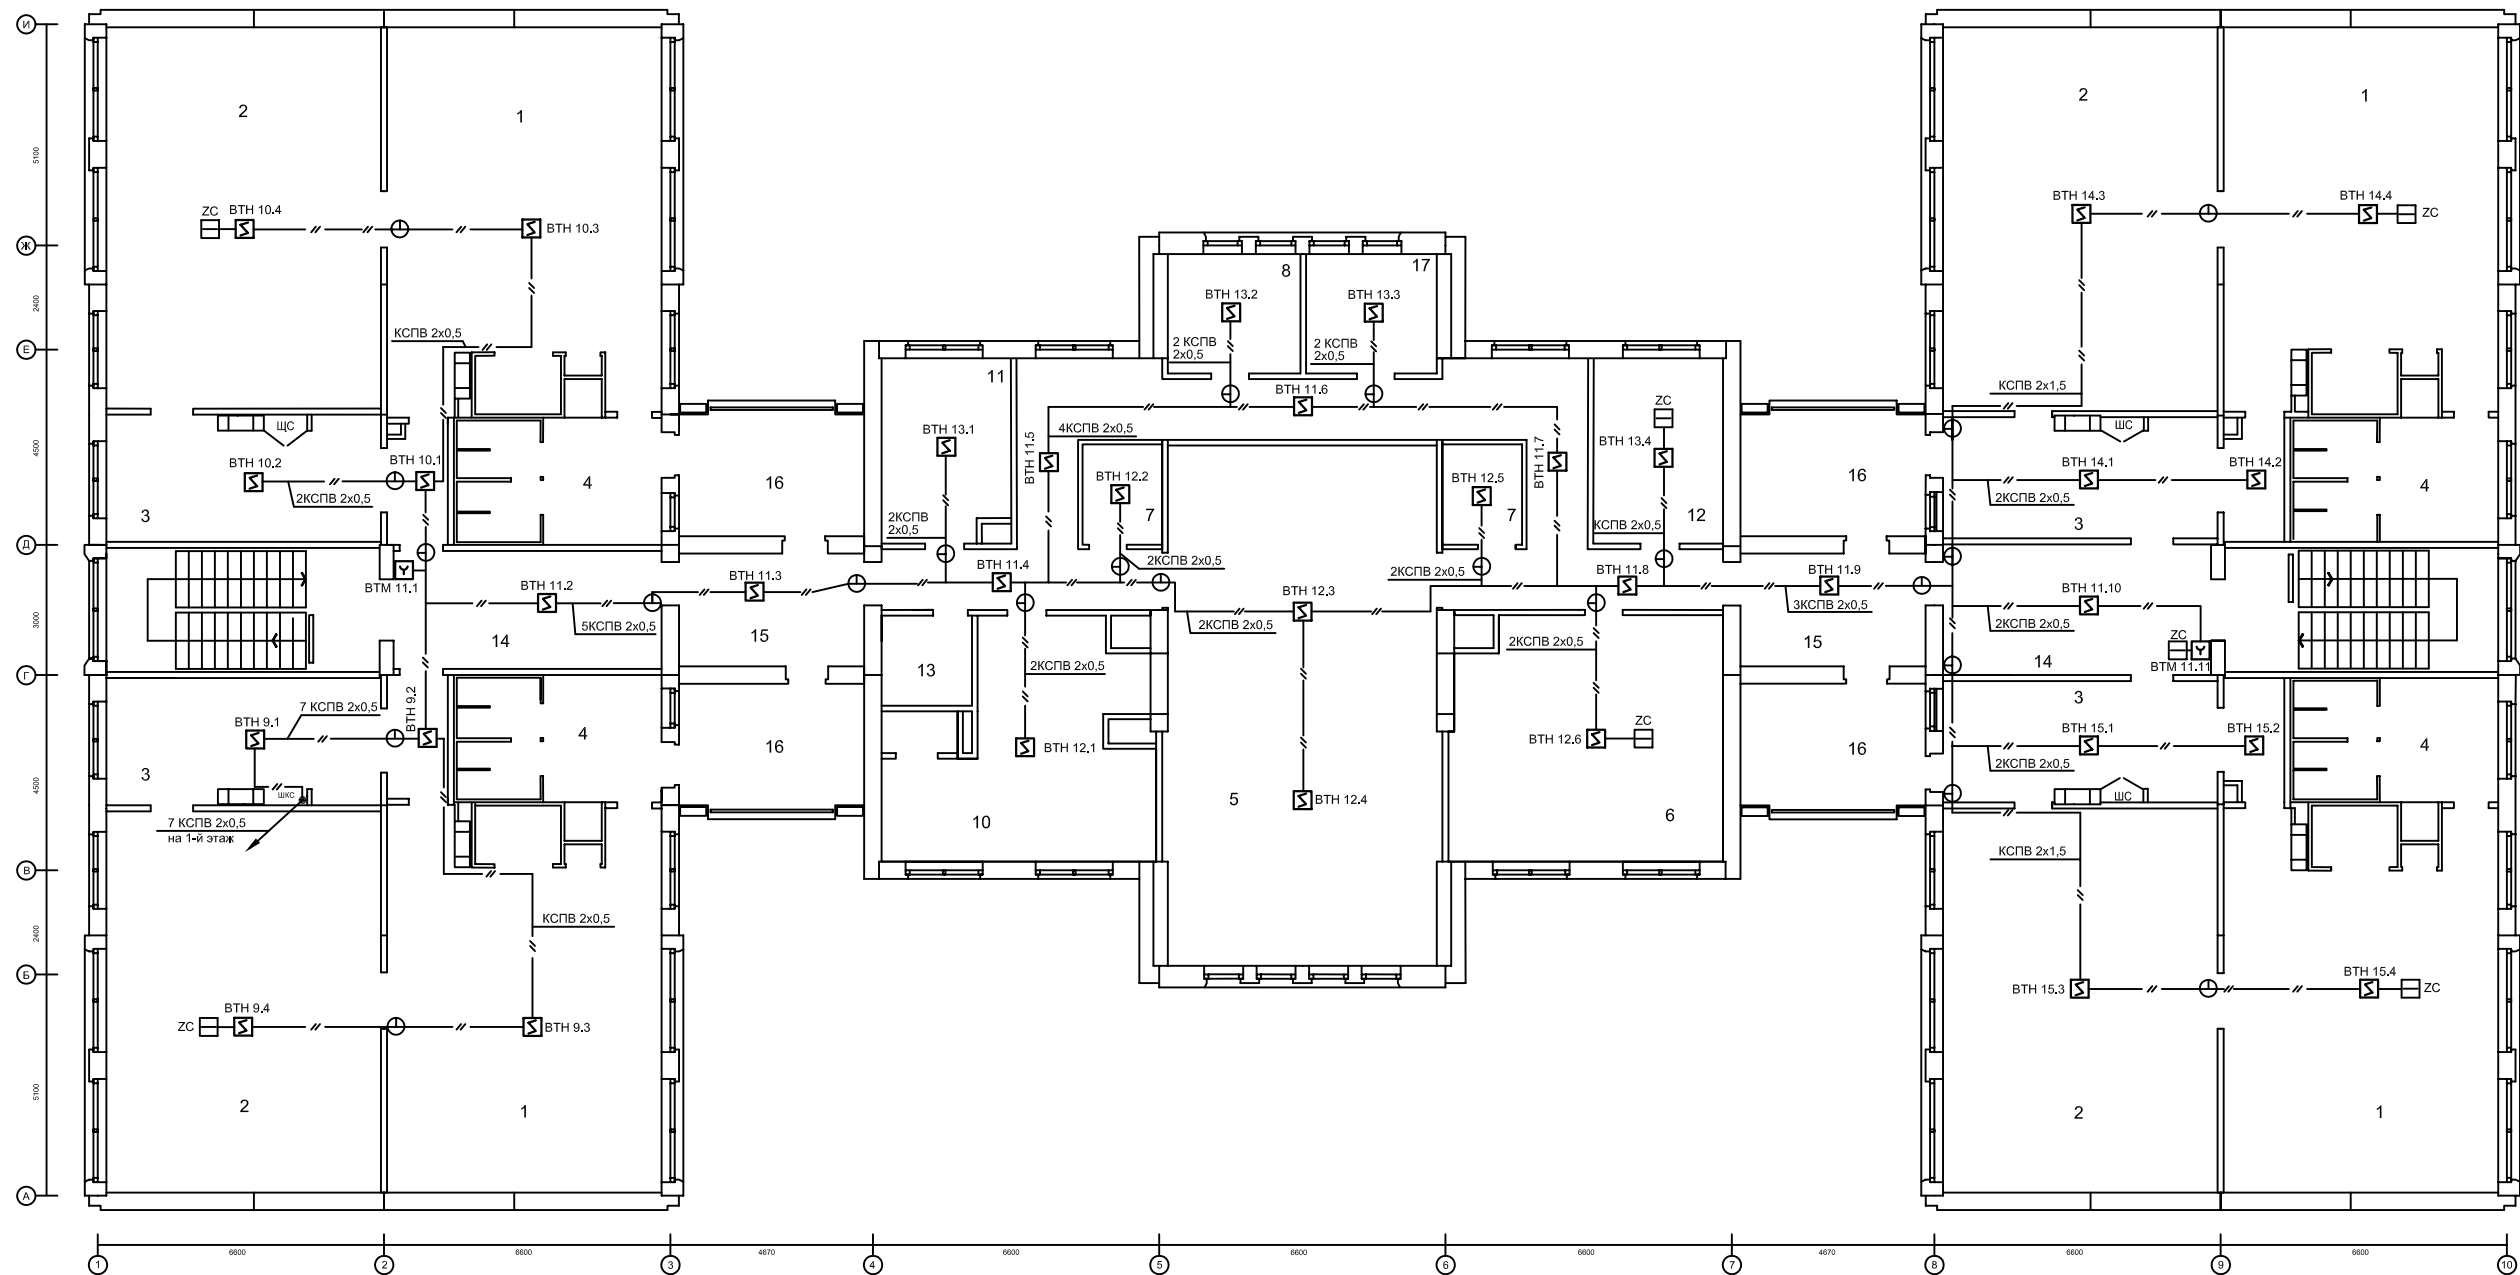 И
2
1
2
1
5100
ZC
ВТН 10.4
ВТН 10.3
ВТН 14.3
ВТН 14.4
ZC
Ж
8
17
2400
ВТН 13.2
ВТН 13.3
КСПВ 2х0,5
2 КСПВ
2х0,5
2 КСПВ
2х0,5
Е
11
ВТН 11.6
КСПВ 2х1,5
ZC
ЩС
4500
ВТН 13.1
4КСПВ 2х0,5
ВТН 13.4
ШС
ВТН 10.2
ВТН 10.1
ВТН 11.5
ВТН 11.7
ВТН 14.1
ВТН 14.2
4
16
ВТН 12.2
ВТН 12.5
16
4
2КСПВ 2х0,5
2КСПВ 2х0,5
3
2КСПВ
2х0,5
7
7
КСПВ 2х0,5
12
3
Д
2КСПВ 2х0,5
2КСПВ 2х0,5
ВТМ 11.1
ВТН 11.2
ВТН 11.3
ВТН 11.4
ВТН 12.3
ВТН 11.8
ВТН 11.9
ВТН 11.10
3000
5КСПВ 2х0,5
2КСПВ 2х0,5
3КСПВ 2х0,5
2КСПВ 2х0,5
14
15
2КСПВ 2х0,5
2КСПВ 2х0,5
15
ZC
14
ВТМ 11.11
13
Г
7 КСПВ 2х0,5
ВТН 9.2
3
ВТН 9.1
4
16
ВТН 12.1
ВТН 12.6
ZC
16
ВТН 15.1
ВТН 15.2
4
2КСПВ 2х0,5
3
4500
ШКС
5
ВТН 12.4
ШС
7 КСПВ 2х0,5
на 1-й этаж
10
6
КСПВ 2х1,5
В
КСПВ 2х0,5
2400
Б
ВТН 15.3
ВТН 15.4
ZC
ZC
ВТН 9.4
ВТН 9.3
5100
2
1
2
1
А
6600
6600
4670
6600
6600
6600
4670
6600
6600
1
2
3
4
5
6
7
8
9
10